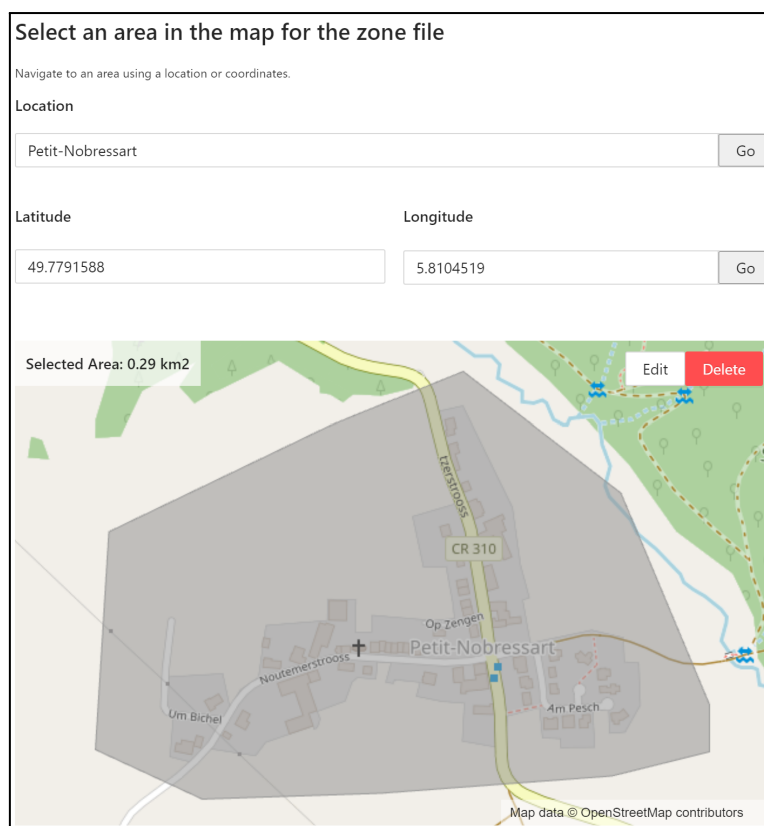 Select an area in the map for the zone file
Navigate to an area using a location or coordinates.
Location
Petit-Nobressart
Go
Latitude
Longitude
49.7791588
5.8104519
Go
Selected Area: 0.29 km2
Edit
Delete
tzerstrooss
CR 310
Op Zengen
Petit-Nobressart
Noutemerstrooss
Um Bichel
Am Pesch
Map data © OpenStreetMap contributors